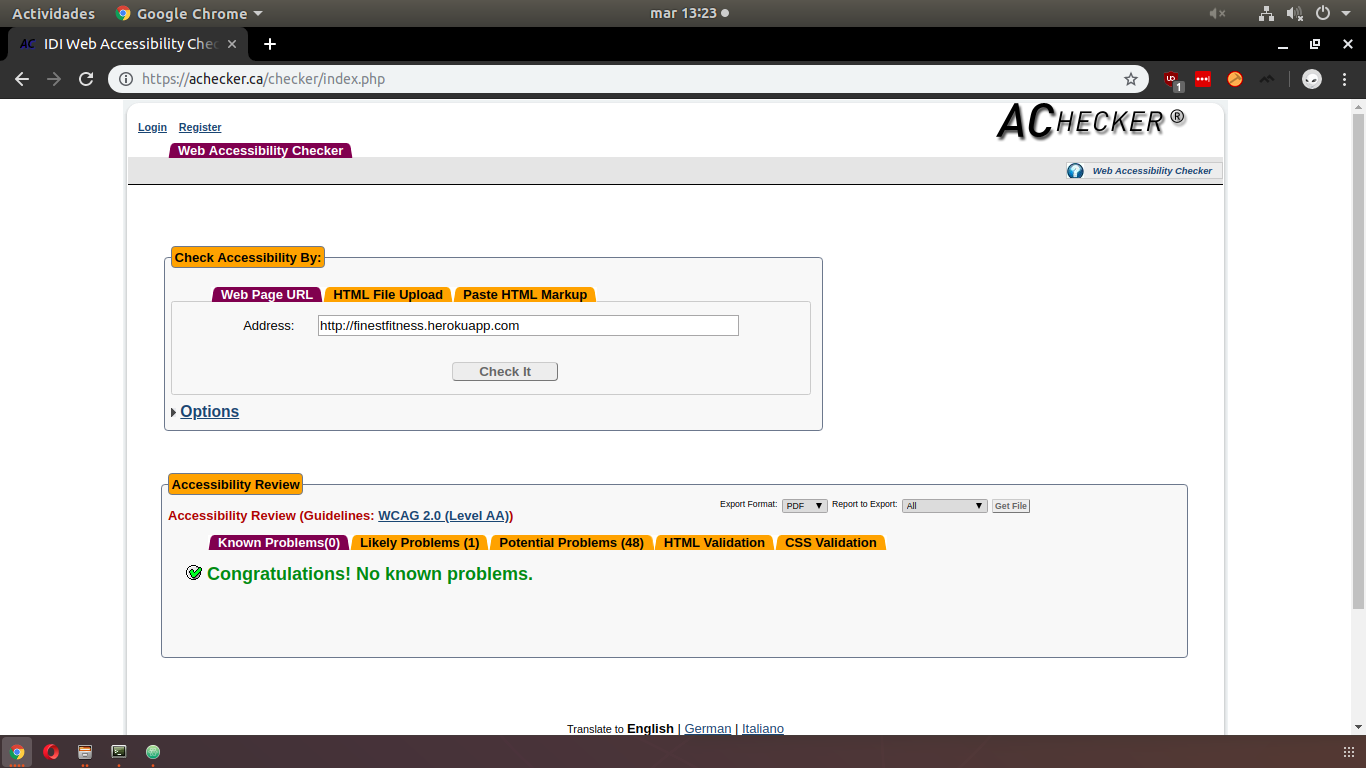 Actividades Google Chrome mar 13:23
AC IDI Web Accessibility Chec
https://achecker.ca/checker/index.php
UD 1
Login Register
ACHECKER ®
Web Accessibility Checker
? Web Accessibility Checker
Check Accessibility By:
Web Page URL HTML File Upload Paste HTML Markup
Address: http://finestfitness.herokuapp.com
Check It
Options
Accessibility Review
Export Format: PDF Report to Export: All Get File
Accessibility Review (Guidelines: WCAG 2.0 (Level AA))
Known Problems(0) Likely Problems (1) Potential Problems (48) HTML Validation CSS Validation
Congratulations! No known problems.
Translate to English | German | Italiano